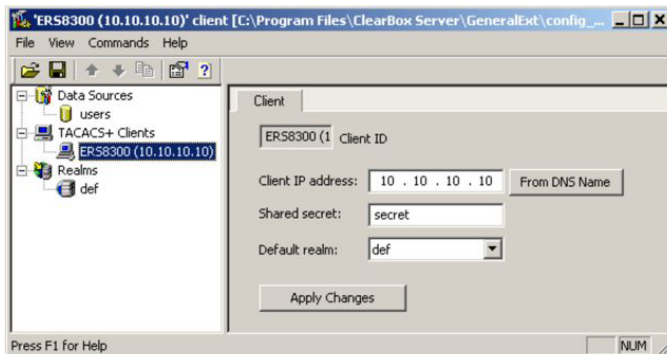 'ERS8300 (10.10.10.10)' client [C:\Program Files\ClearBox Server\GeneralExt\config_...
File View Commands Help
Data Sources
users
TACACS+ Clients
ERS8300 (10.10.10.10)
Realms
def
Client
ERS8300 (1 Client ID
Client IP address: 10 . 10 . 10 . 10 From DNS Name
Shared secret: secret
Default realm: def
Apply Changes
Press F1 for Help NUM